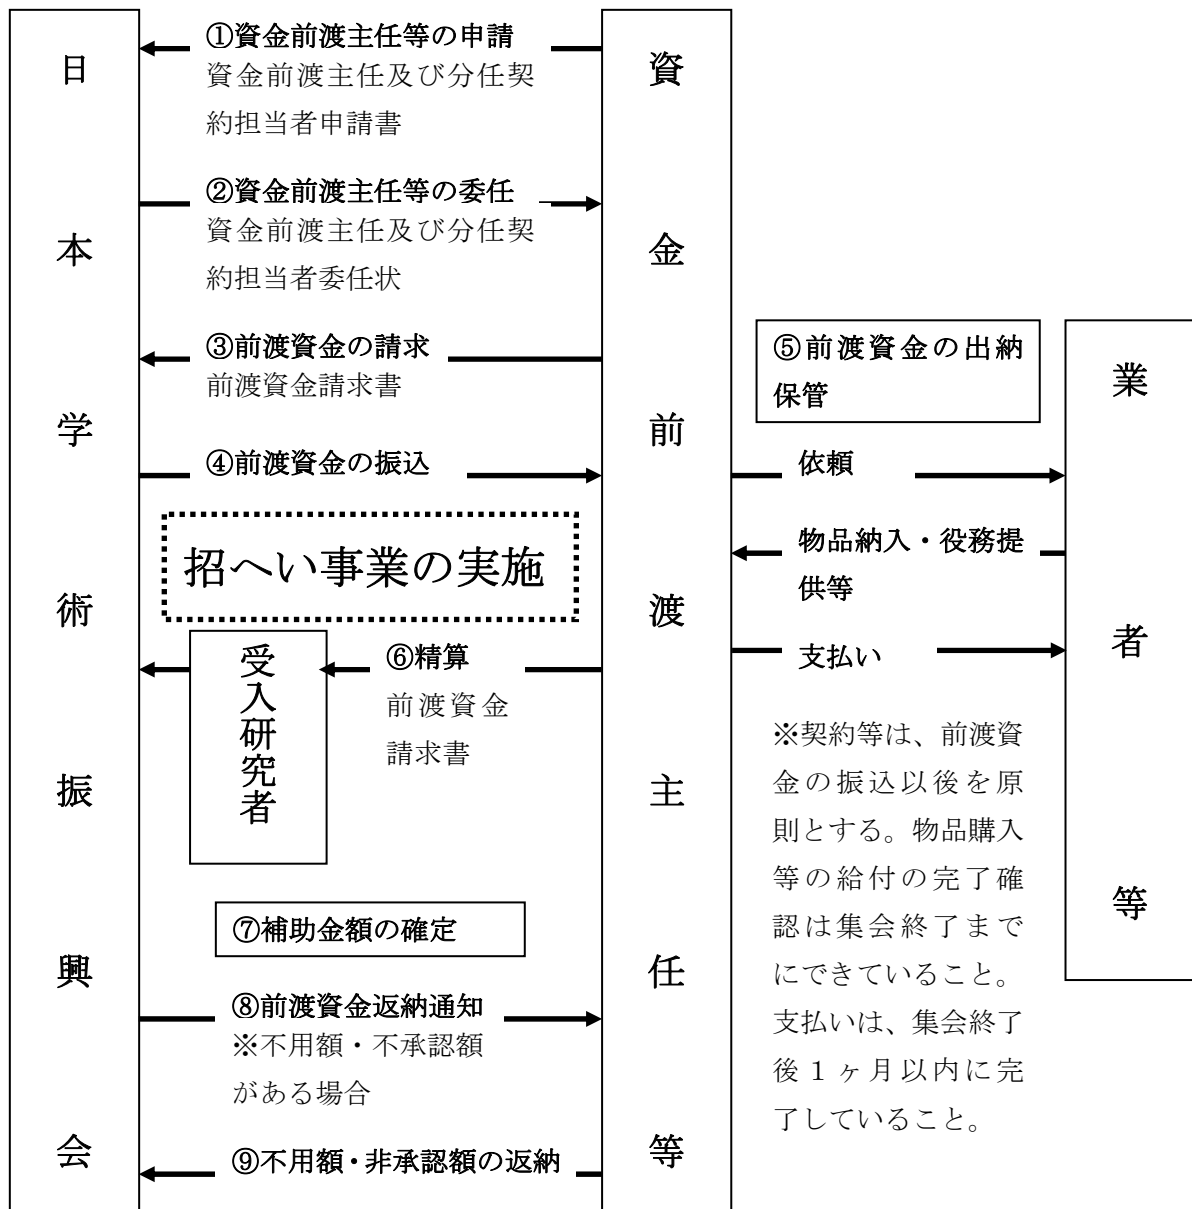 日本学術振興会
①資金前渡主任等の申請
資金前渡主任及び分任契
約担当者申請書
②資金前渡主任等の委任
資金前渡主任及び分任契
約担当者委任状
③前渡資金の請求
前渡資金請求書
④前渡資金の振込
招へい事業の実施
受入研究者
⑥精算
前渡資金
請求書
⑦補助金額の確定
⑧前渡資金返納通知
※不用額・不承認額
がある場合
⑨不用額・非承認額の返納
資金前渡主任等
⑤前渡資金の出納
保管
依頼
物品納入・役務提
供等
支払い
※契約等は、前渡資
金の振込以後を原
則とする。物品購入
等の給付の完了確
認は集会終了まで
にできていること。
支払いは、集会終了
後1ヶ月以内に完
了していること。
業者等